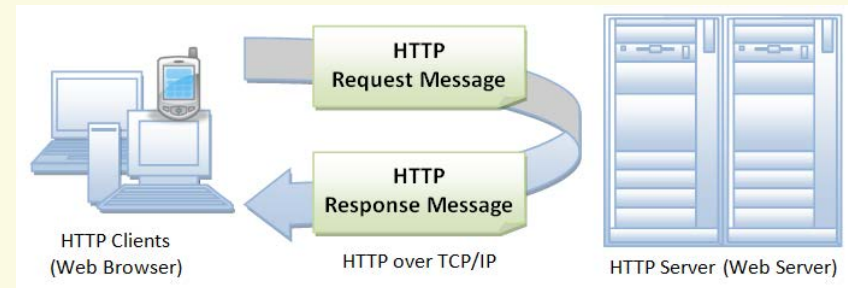 HTTP
Request Message
HTTP
Response Message
HTTP Clients
(Web Browser)
HTTP over TCP/IP
HTTP Server (Web Server)